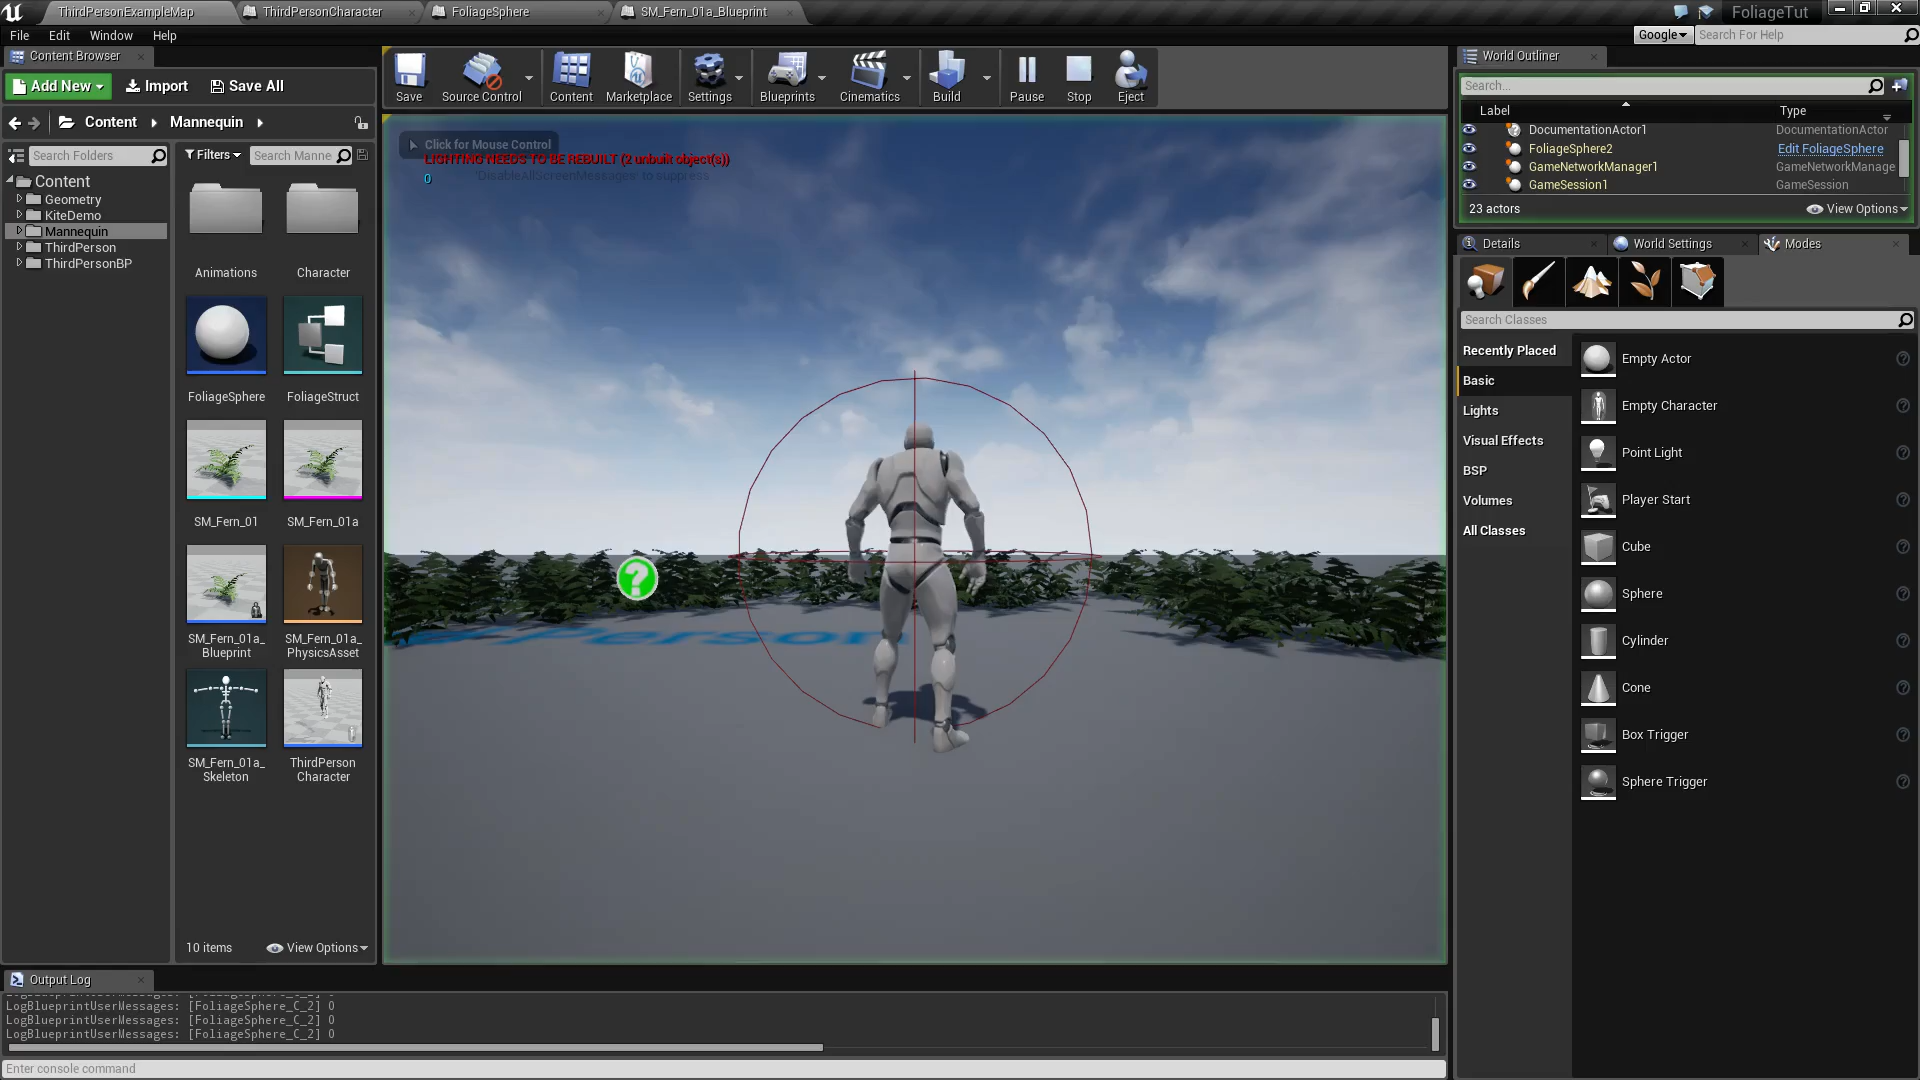 ThirdPersonExampleMap
ThirdPersonCharacter
FoliageSphere
SM_Fern_01a_Blueprint
FoliageTut
File Edit Window Help
Google
Search For Help
Content Browser
Add New
Import
Save All
Content
Mannequin
Search Folders
Filters
Search Manne
Content
Geometry
KiteDemo
Mannequin
ThirdPerson
ThirdPersonBP
Animations
Character
FoliageSphere
FoliageStruct
SM_Fern_01
SM_Fern_01a
SM_Fern_01a_
Blueprint
SM_Fern_01a_
PhysicsAsset
SM_Fern_01a_
Skeleton
ThirdPerson
Character
10 items
View Options
Save
Source Control
Content
Marketplace
Settings
Blueprints
Cinematics
Build
Pause
Stop
Eject
Click for Mouse Control
LIGHTING NEEDS TO BE REBUILT (2 unbuilt object(s))
0
'DisableAllScreenMessages' to suppress
Person
World Outliner
Search...
Label
Type
DocumentationActor1
DocumentationActor
FoliageSphere2
Edit FoliageSphere
GameNetworkManager1
GameNetworkManage
GameSession1
GameSession
23 actors
View Options
Details
World Settings
Modes
Search Classes
Recently Placed
Basic
Lights
Visual Effects
BSP
Volumes
All Classes
Empty Actor
Empty Character
Point Light
Player Start
Cube
Sphere
Cylinder
Cone
Box Trigger
Sphere Trigger
Output Log
LogBlueprintUserMessages: [FoliageSphere_C_2] 0
LogBlueprintUserMessages: [FoliageSphere_C_2] 0
LogBlueprintUserMessages: [FoliageSphere_C_2] 0
LogBlueprintUserMessages: [FoliageSphere_C_2] 0
Enter console command